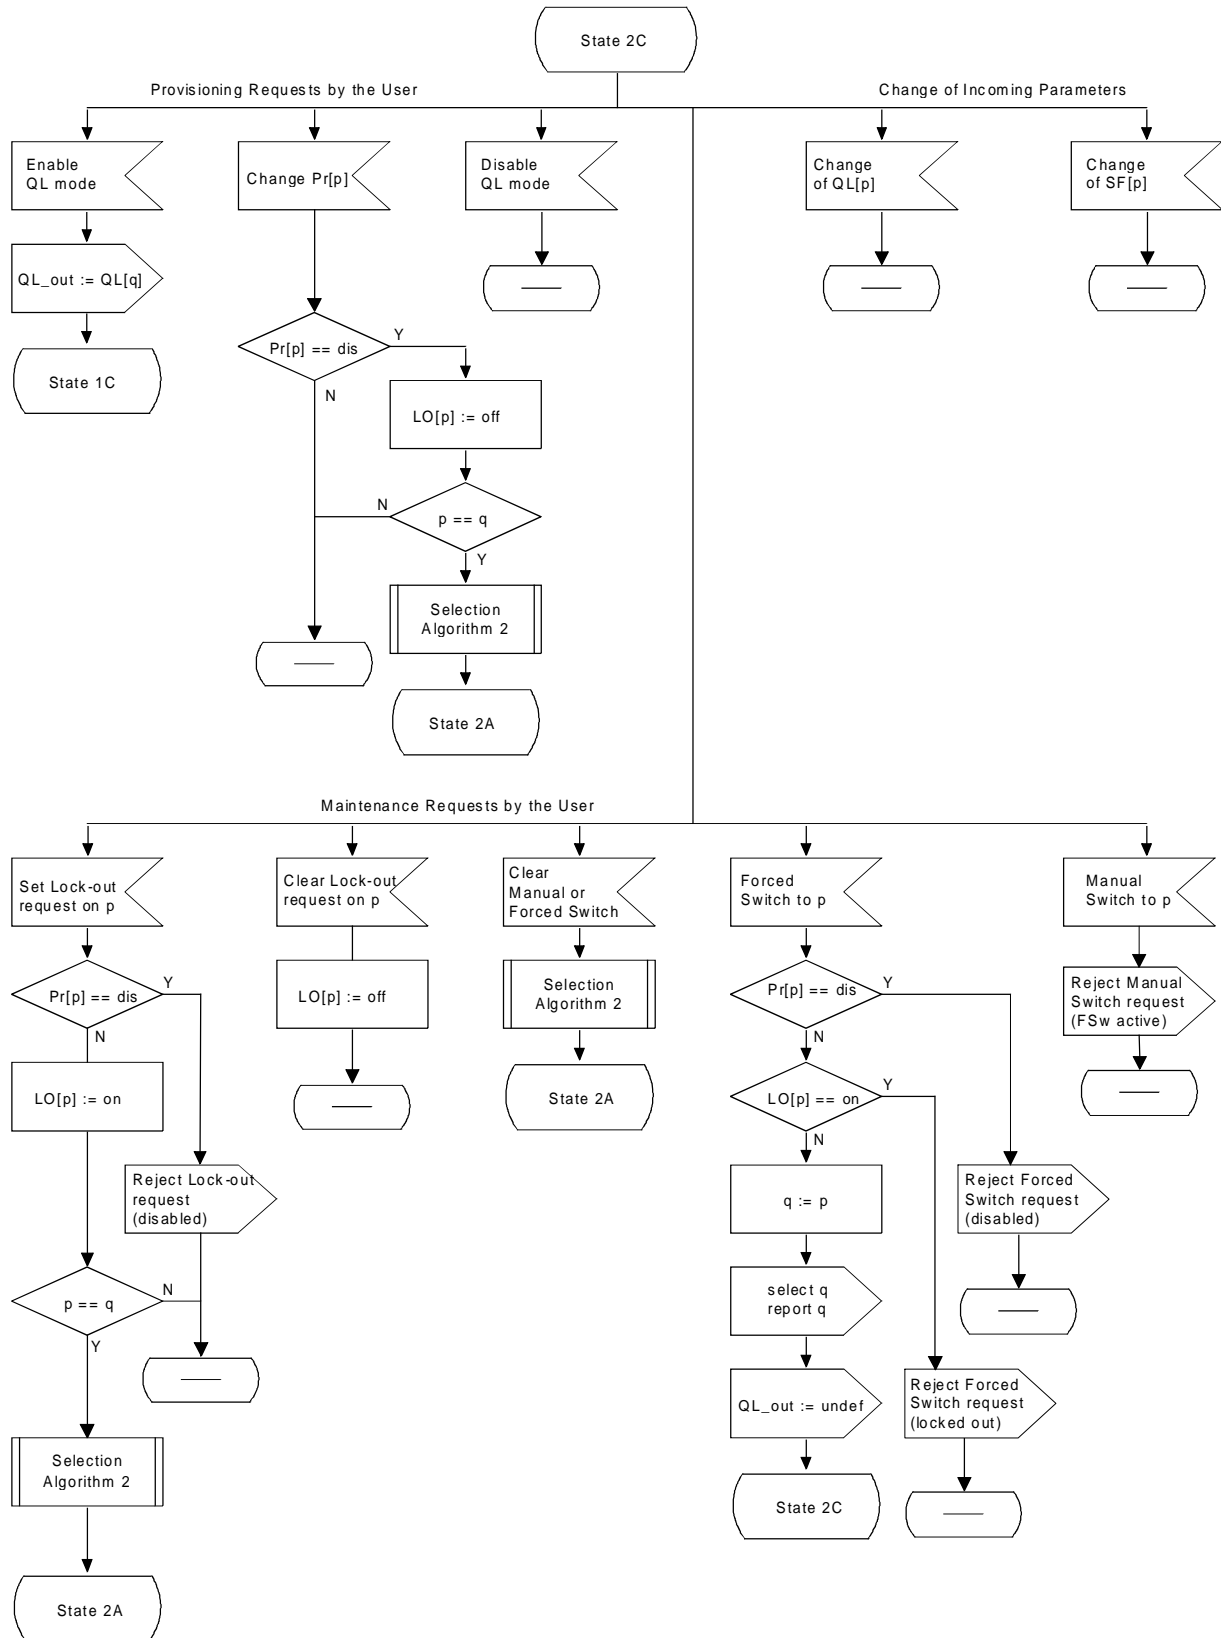 State 2C
Provisioning Requests by the User
Change of Incoming Parameters
Enable
QL mode
Change Pr[p]
Disable
QL mode
Change
of QL[p]
Change
of SF[p]
QL_out := QL[q]
State 1C
Pr[p] == dis
Y
N
LO[p] := off
p == q
N
Y
Selection
Algorithm 2
State 2A
Maintenance Requests by the User
Set Lock-out
request on p
Clear Lock-out
request on p
Clear
Manual or
Forced Switch
Forced
Switch to p
Manual
Switch to p
Pr[p] == dis
Y
N
LO[p] := on
Reject Lock-out
request
(disabled)
p == q
N
Y
Selection
Algorithm 2
State 2A
LO[p] := off
Selection
Algorithm 2
State 2A
Pr[p] == dis
Y
N
LO[p] == on
Y
N
q := p
select q
report q
QL_out := undef
State 2C
Reject Forced
Switch request
(disabled)
Reject Forced
Switch request
(locked out)
Reject Manual
Switch request
(FSw active)